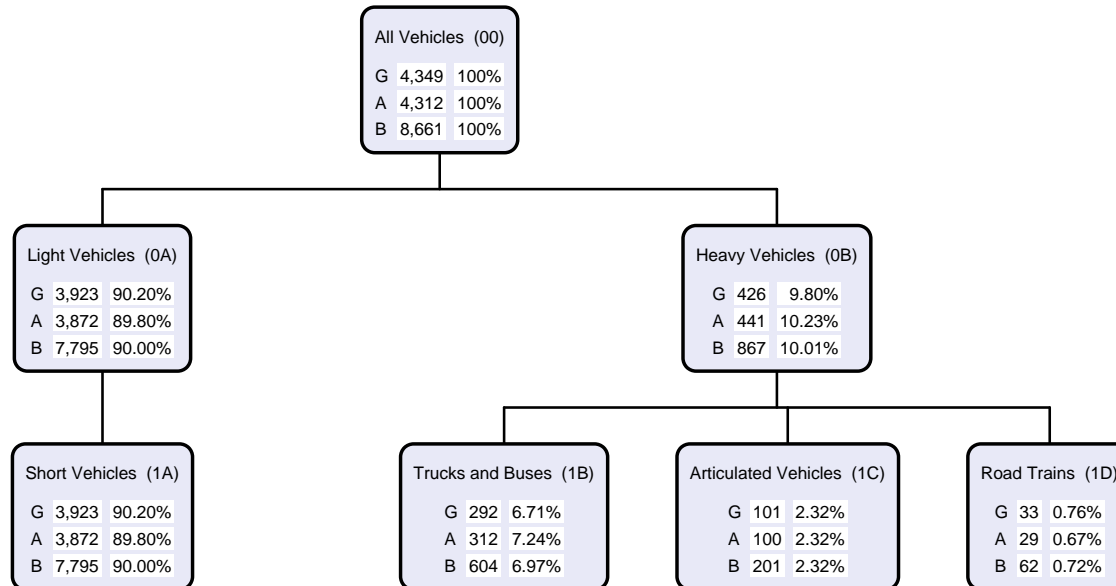 All Vehicles (00)
G 4,349 100%
A 4,312 100%
B 8,661 100%
Light Vehicles (0A)
G 3,923 90.20%
A 3,872 89.80%
B 7,795 90.00%
Heavy Vehicles (0B)
G 426 9.80%
A 441 10.23%
B 867 10.01%
Short Vehicles (1A)
G 3,923 90.20%
A 3,872 89.80%
B 7,795 90.00%
Trucks and Buses (1B)
G 292 6.71%
A 312 7.24%
B 604 6.97%
Articulated Vehicles (1C)
G 101 2.32%
A 100 2.32%
B 201 2.32%
Road Trains (1D)
G 33 0.76%
A 29 0.67%
B 62 0.72%